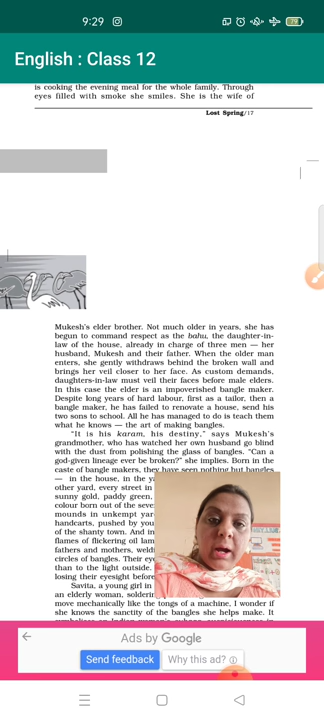 9:29
79
English : Class 12
is cooking the evening meal for the whole family. Through
eyes filled with smoke she smiles. She is the wife of
Lost Spring/17
Mukesh's elder brother. Not much older in years, she has
begun to command respect as the bahu, the daughter-in-
law of the house, already in charge of three men — her
husband, Mukesh and their father. When the older man
enters, she gently withdraws behind the broken wall and
brings her veil closer to her face. As custom demands,
daughters-in-law must veil their faces before male elders.
In this case the elder is an impoverished bangle maker.
Despite long years of hard labour, first as a tailor, then a
bangle maker, he has failed to renovate a house, send his
two sons to school. All he has managed to do is teach them
what he knows — the art of making bangles.
"It is his karam, his destiny," says Mukesh's
grandmother, who has watched her own husband go blind
with the dust from polishing the glass of bangles. "Can a
god-given lineage ever be broken?" she implies. Born in the
caste of bangle makers, they have seen nothing but bangles
— in the house, in the ya
other yard, every street in
sunny gold, paddy green,
colour born out of the seve
mounds in unkempt yar
handcarts, pushed by you
of the shanty town. And in
flames of flickering oil lam
fathers and mothers, weldi
circles of bangles. Their eye
than to the light outside.
losing their eyesight before
Savita, a young girl in
an elderly woman, solderin
move mechanically like the tongs of a machine, I wonder if
she knows the sanctity of the bangles she helps make. It
Ads by Google
Send feedback
Why this ad?